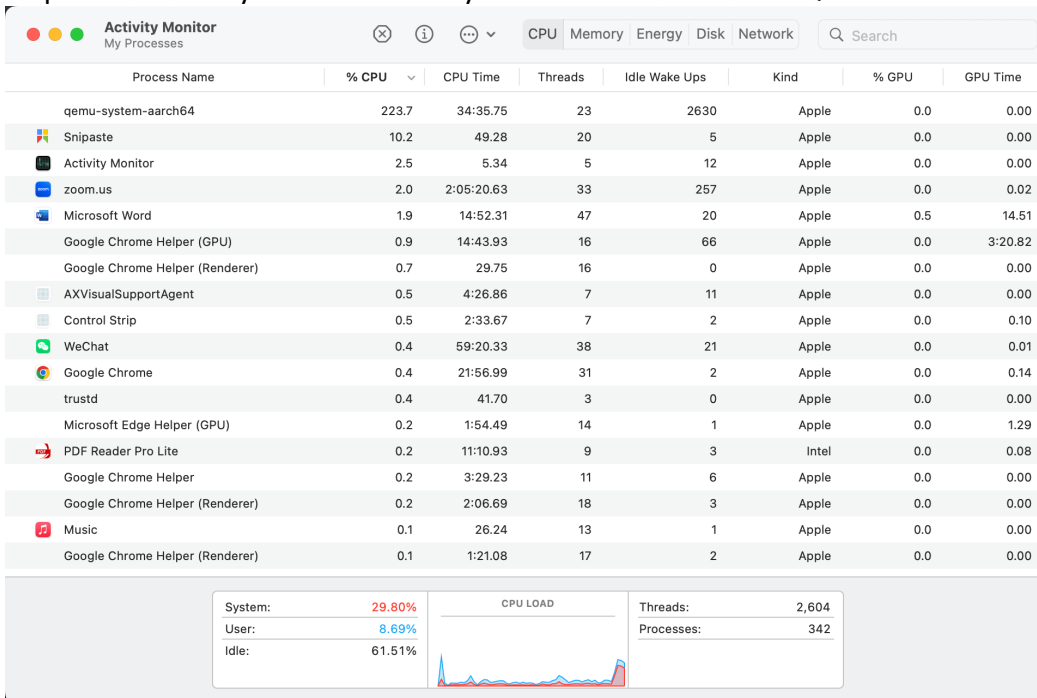 Activity Monitor
My Processes
CPU Memory Energy Disk Network
Search
Process Name % CPU CPU Time Threads Idle Wake Ups Kind % GPU GPU Time
qemu-system-aarch64 223.7 34:35.75 23 2630 Apple 0.0 0.00
Snipaste 10.2 49.28 20 5 Apple 0.0 0.00
Activity Monitor 2.5 5.34 5 12 Apple 0.0 0.00
zoom.us 2.0 2:05:20.63 33 257 Apple 0.0 0.02
Microsoft Word 1.9 14:52.31 47 20 Apple 0.5 14.51
Google Chrome Helper (GPU) 0.9 14:43.93 16 66 Apple 0.0 3:20.82
Google Chrome Helper (Renderer) 0.7 29.75 16 0 Apple 0.0 0.00
AXVisualSupportAgent 0.5 4:26.86 7 11 Apple 0.0 0.00
Control Strip 0.5 2:33.67 7 2 Apple 0.0 0.10
WeChat 0.4 59:20.33 38 21 Apple 0.0 0.01
Google Chrome 0.4 21:56.99 31 2 Apple 0.0 0.14
trustd 0.4 41.70 3 0 Apple 0.0 0.00
Microsoft Edge Helper (GPU) 0.2 1:54.49 14 1 Apple 0.0 1.29
PDF Reader Pro Lite 0.2 11:10.93 9 3 Intel 0.0 0.08
Google Chrome Helper 0.2 3:29.23 11 6 Apple 0.0 0.00
Google Chrome Helper (Renderer) 0.2 2:06.69 18 3 Apple 0.0 0.00
Music 0.1 26.24 13 1 Apple 0.0 0.00
Google Chrome Helper (Renderer) 0.1 1:21.08 17 2 Apple 0.0 0.00
System: 29.80%
User: 8.69%
Idle: 61.51%
CPU LOAD
Threads: 2,604
Processes: 342